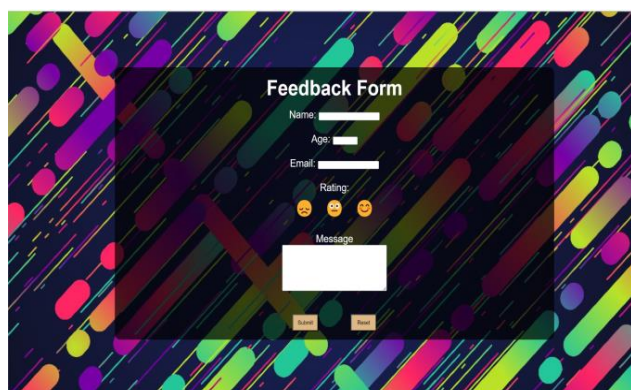 Feedback Form
Name:
Age:
Email:
Rating:
Message
Submit Reset